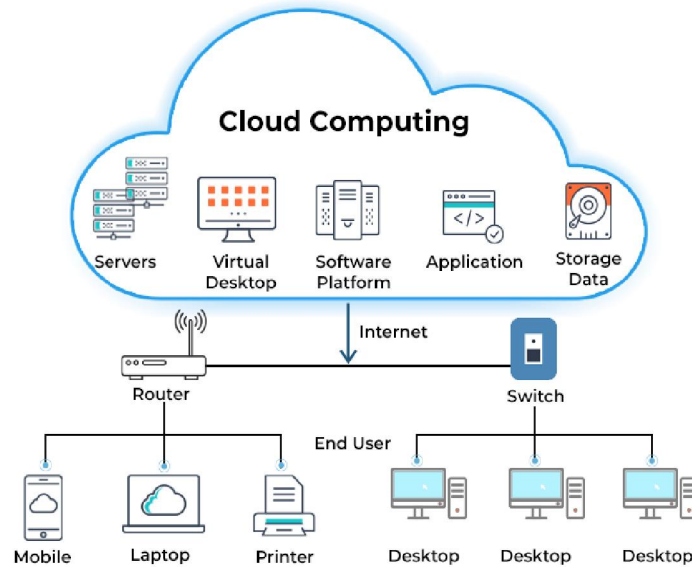 Cloud Computing
Servers
Virtual
Desktop
Software
Platform
Application
Storage
Data
Internet
Router
Switch
End User
Mobile
Laptop
Printer
Desktop
Desktop
Desktop